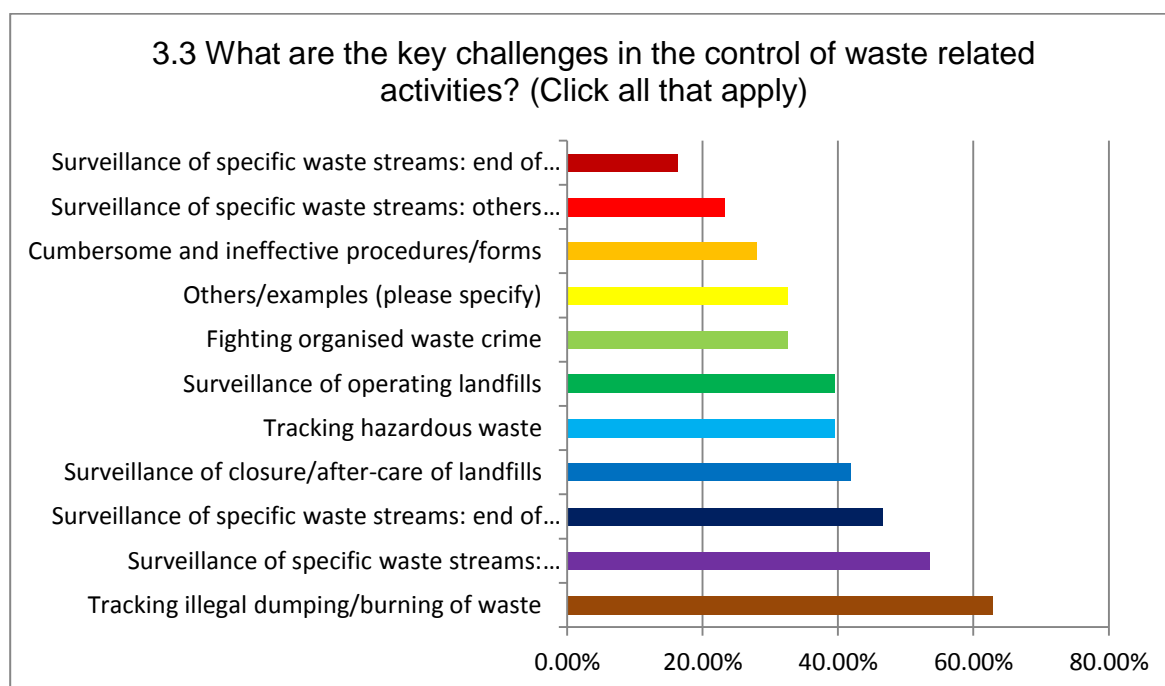 3.3 What are the key challenges in the control of waste related
activities? (Click all that apply)
Surveillance of specific waste streams: end of…
Surveillance of specific waste streams: others…
Cumbersome and ineffective procedures/forms
Others/examples (please specify)
Fighting organised waste crime
Surveillance of operating landfills
Tracking hazardous waste
Surveillance of closure/after-care of landfills
Surveillance of specific waste streams: end of…
Surveillance of specific waste streams:…
Tracking illegal dumping/burning of waste
0.00% 20.00% 40.00% 60.00% 80.00%